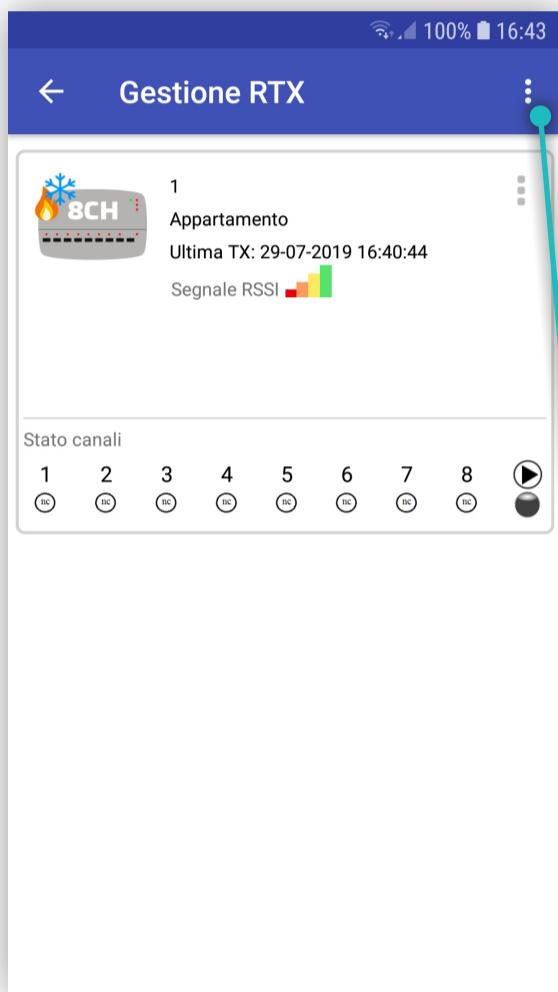 100% 16:43
Gestione RTX
8CH
1
Appartamento
Ultima TX: 29-07-2019 16:40:44
Segnale RSSI
Stato canali
1 2 3 4 5 6 7 8
nc nc nc nc nc nc nc nc